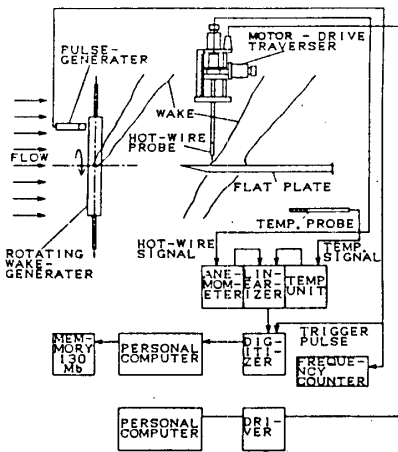 PULSE-
GENERATER
MOTOR - DRIVE
TRAVERSER
WAKE
HOT-WIRE
PROBE
FLOW
FLAT PLATE
TEMP. PROBE
ROTATING
WAKE-
GENERATER
HOT-WIRE
SIGNAL
TEMP.
SIGNAL
ANE-
MOM-
ETER
LIN-
EAR-
IZER
TEMP
UNIT
TRIGGER
PULSE
MEM-
MORY
130
Mb
PERSONAL
COMPUTER
DIG-
ITI-
ZER
FREQUE-
NCY
COUNTER
PERSONAL
COMPUTER
DRI-
VER